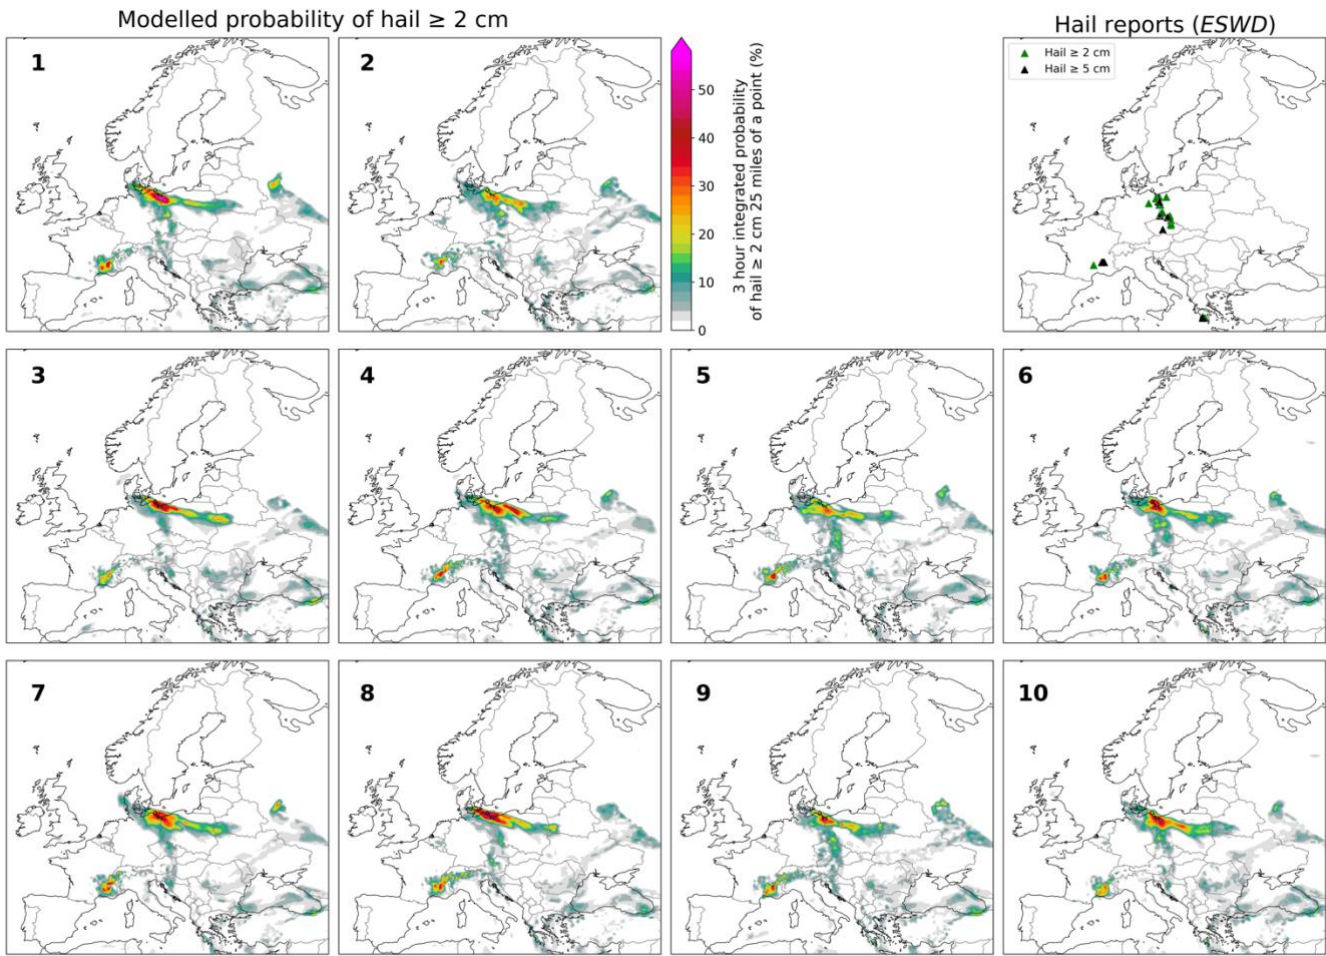 Modelled probability of hail ≥ 2 cm
Hail reports (ESWD)
1
2
50
40
30
20
10
0
3 hour integrated probability
of hail ≥ 2 cm 25 miles of a point (%)
Hail ≥ 2 cm
Hail ≥ 5 cm
3
4
5
6
7
8
9
10